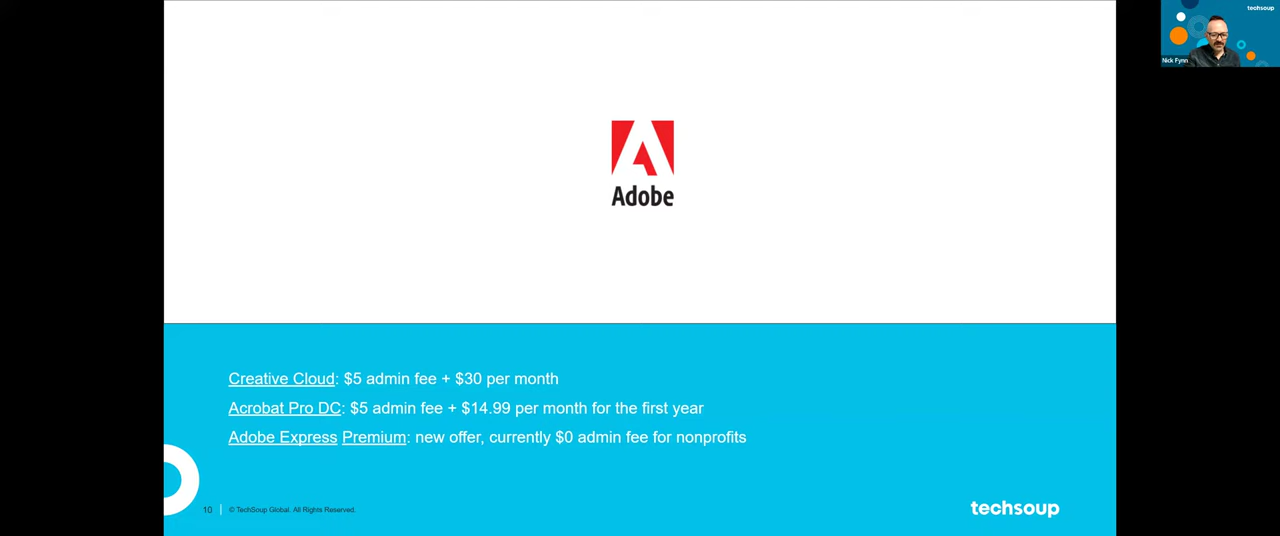 techsoup
Nick Fynn
Adobe
Creative Cloud: $5 admin fee + $30 per month
Acrobat Pro DC: $5 admin fee + $14.99 per month for the first year
Adobe Express Premium: new offer, currently $0 admin fee for nonprofits
10 | © TechSoup Global. All Rights Reserved.
techsoup